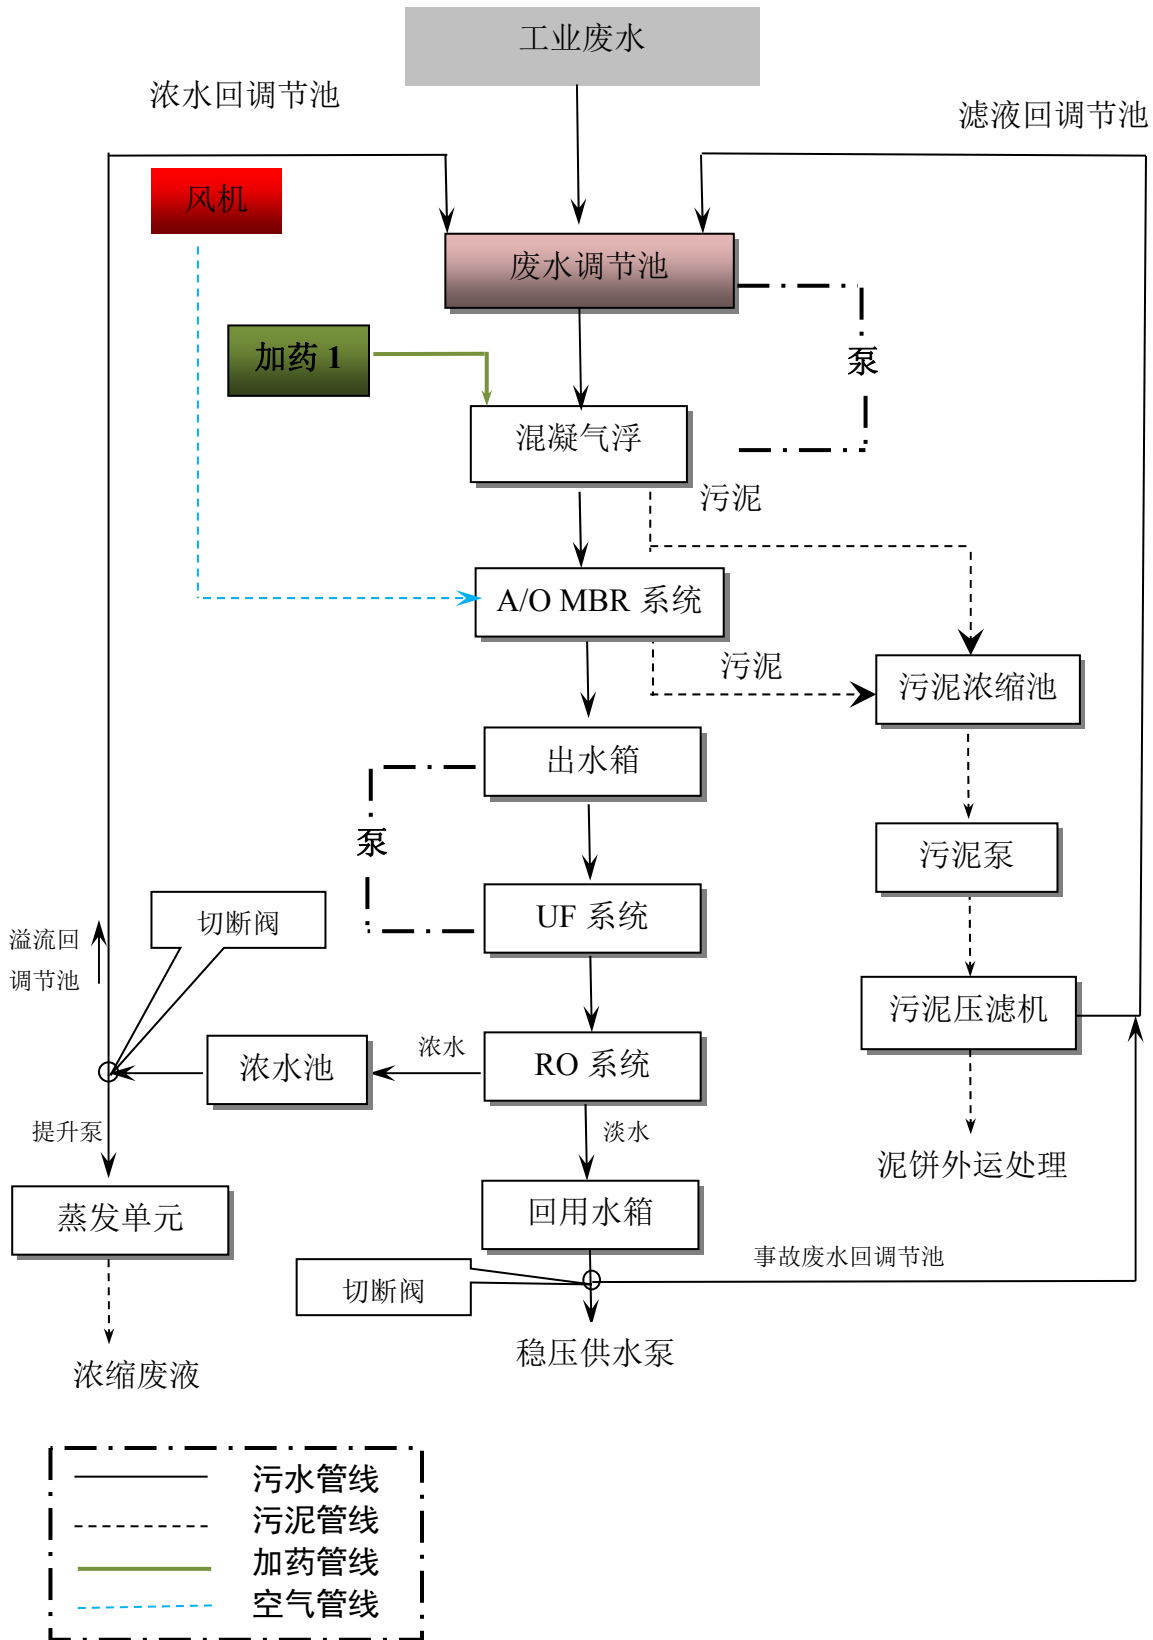 工业废水
浓水回调节池
滤液回调节池
风机
废水调节池
加药 1
泵
混凝气浮
污泥
A/O MBR 系统
污泥
污泥浓缩池
出水箱
泵
污泥泵
UF 系统
切断阀
溢流回
调节池
污泥压滤机
浓水
浓水池
RO 系统
提升泵
淡水
泥饼外运处理
蒸发单元
回用水箱
事故废水回调节池
切断阀
稳压供水泵
浓缩废液
污水管线
污泥管线
加药管线
空气管线